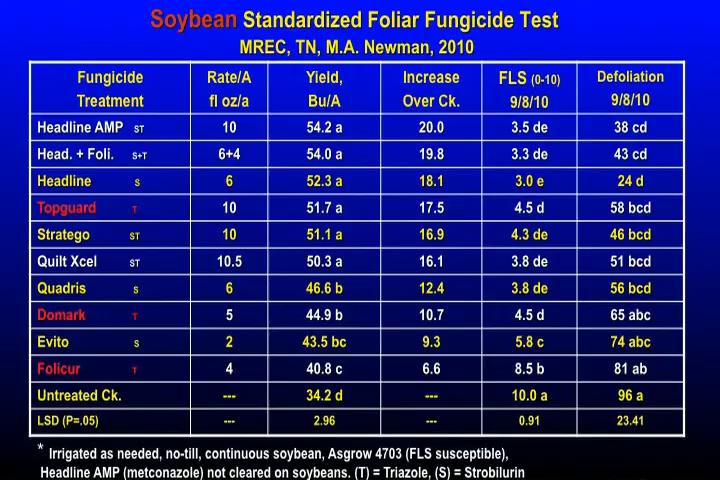 Soybean Standardized Foliar Fungicide Test
MREC, TN, M.A. Newman, 2010
Fungicide Treatment Rate/A fl oz/a Yield, Bu/A Increase Over Ck. FLS (0-10) 9/8/10 Defoliation 9/8/10
Headline AMP ST 10 54.2 a 20.0 3.5 de 38 cd
Head. + Foli. S+T 6+4 54.0 a 19.8 3.3 de 43 cd
Headline S 6 52.3 a 18.1 3.0 e 24 d
Topguard T 10 51.7 a 17.5 4.5 d 58 bcd
Stratego ST 10 51.1 a 16.9 4.3 de 46 bcd
Quilt Xcel ST 10.5 50.3 a 16.1 3.8 de 51 bcd
Quadris S 6 46.6 b 12.4 3.8 de 56 bcd
Domark T 5 44.9 b 10.7 4.5 d 65 abc
Evito S 2 43.5 bc 9.3 5.8 c 74 abc
Folicur T 4 40.8 c 6.6 8.5 b 81 ab
Untreated Ck. --- 34.2 d --- 10.0 a 96 a
LSD (P=.05) --- 2.96 --- 0.91 23.41
* Irrigated as needed, no-till, continuous soybean, Asgrow 4703 (FLS susceptible),
Headline AMP (metconazole) not cleared on soybeans. (T) = Triazole, (S) = Strobilurin